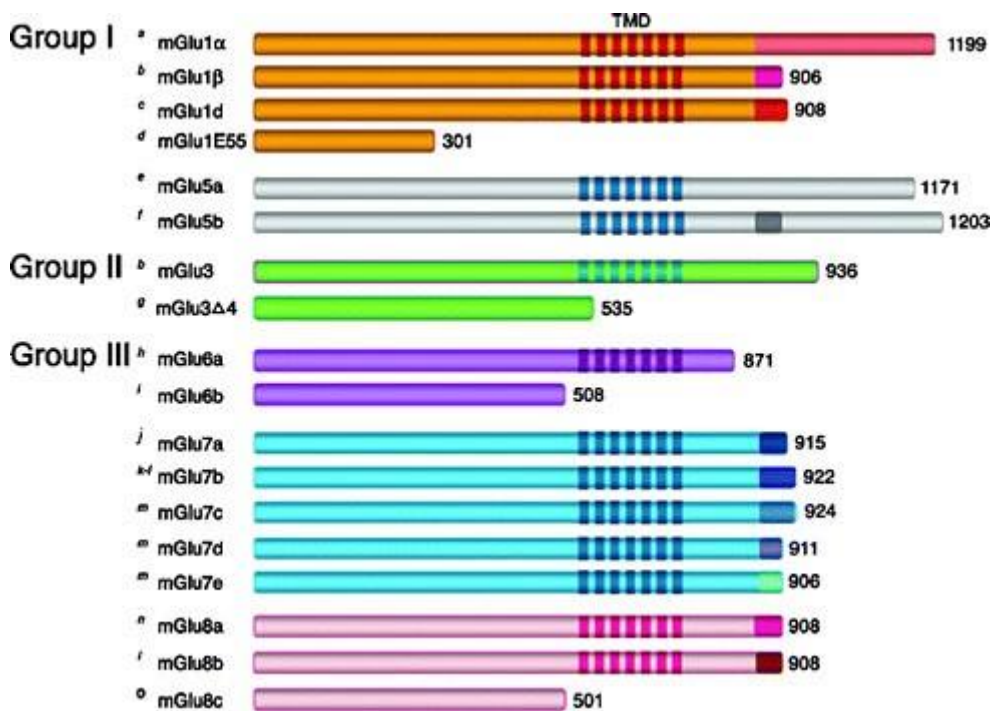 TMD
Group I a mGlu1α 1199
b mGlu1β 906
c mGlu1d 908
d mGlu1E55 301
e mGlu5a 1171
f mGlu5b 1203
Group II b mGlu3 936
g mGlu3Δ4 535
Group III h mGlu6a 871
i mGlu6b 508
j mGlu7a 915
k-l mGlu7b 922
m mGlu7c 924
m mGlu7d 911
m mGlu7e 906
n mGlu8a 908
i mGlu8b 908
o mGlu8c 501